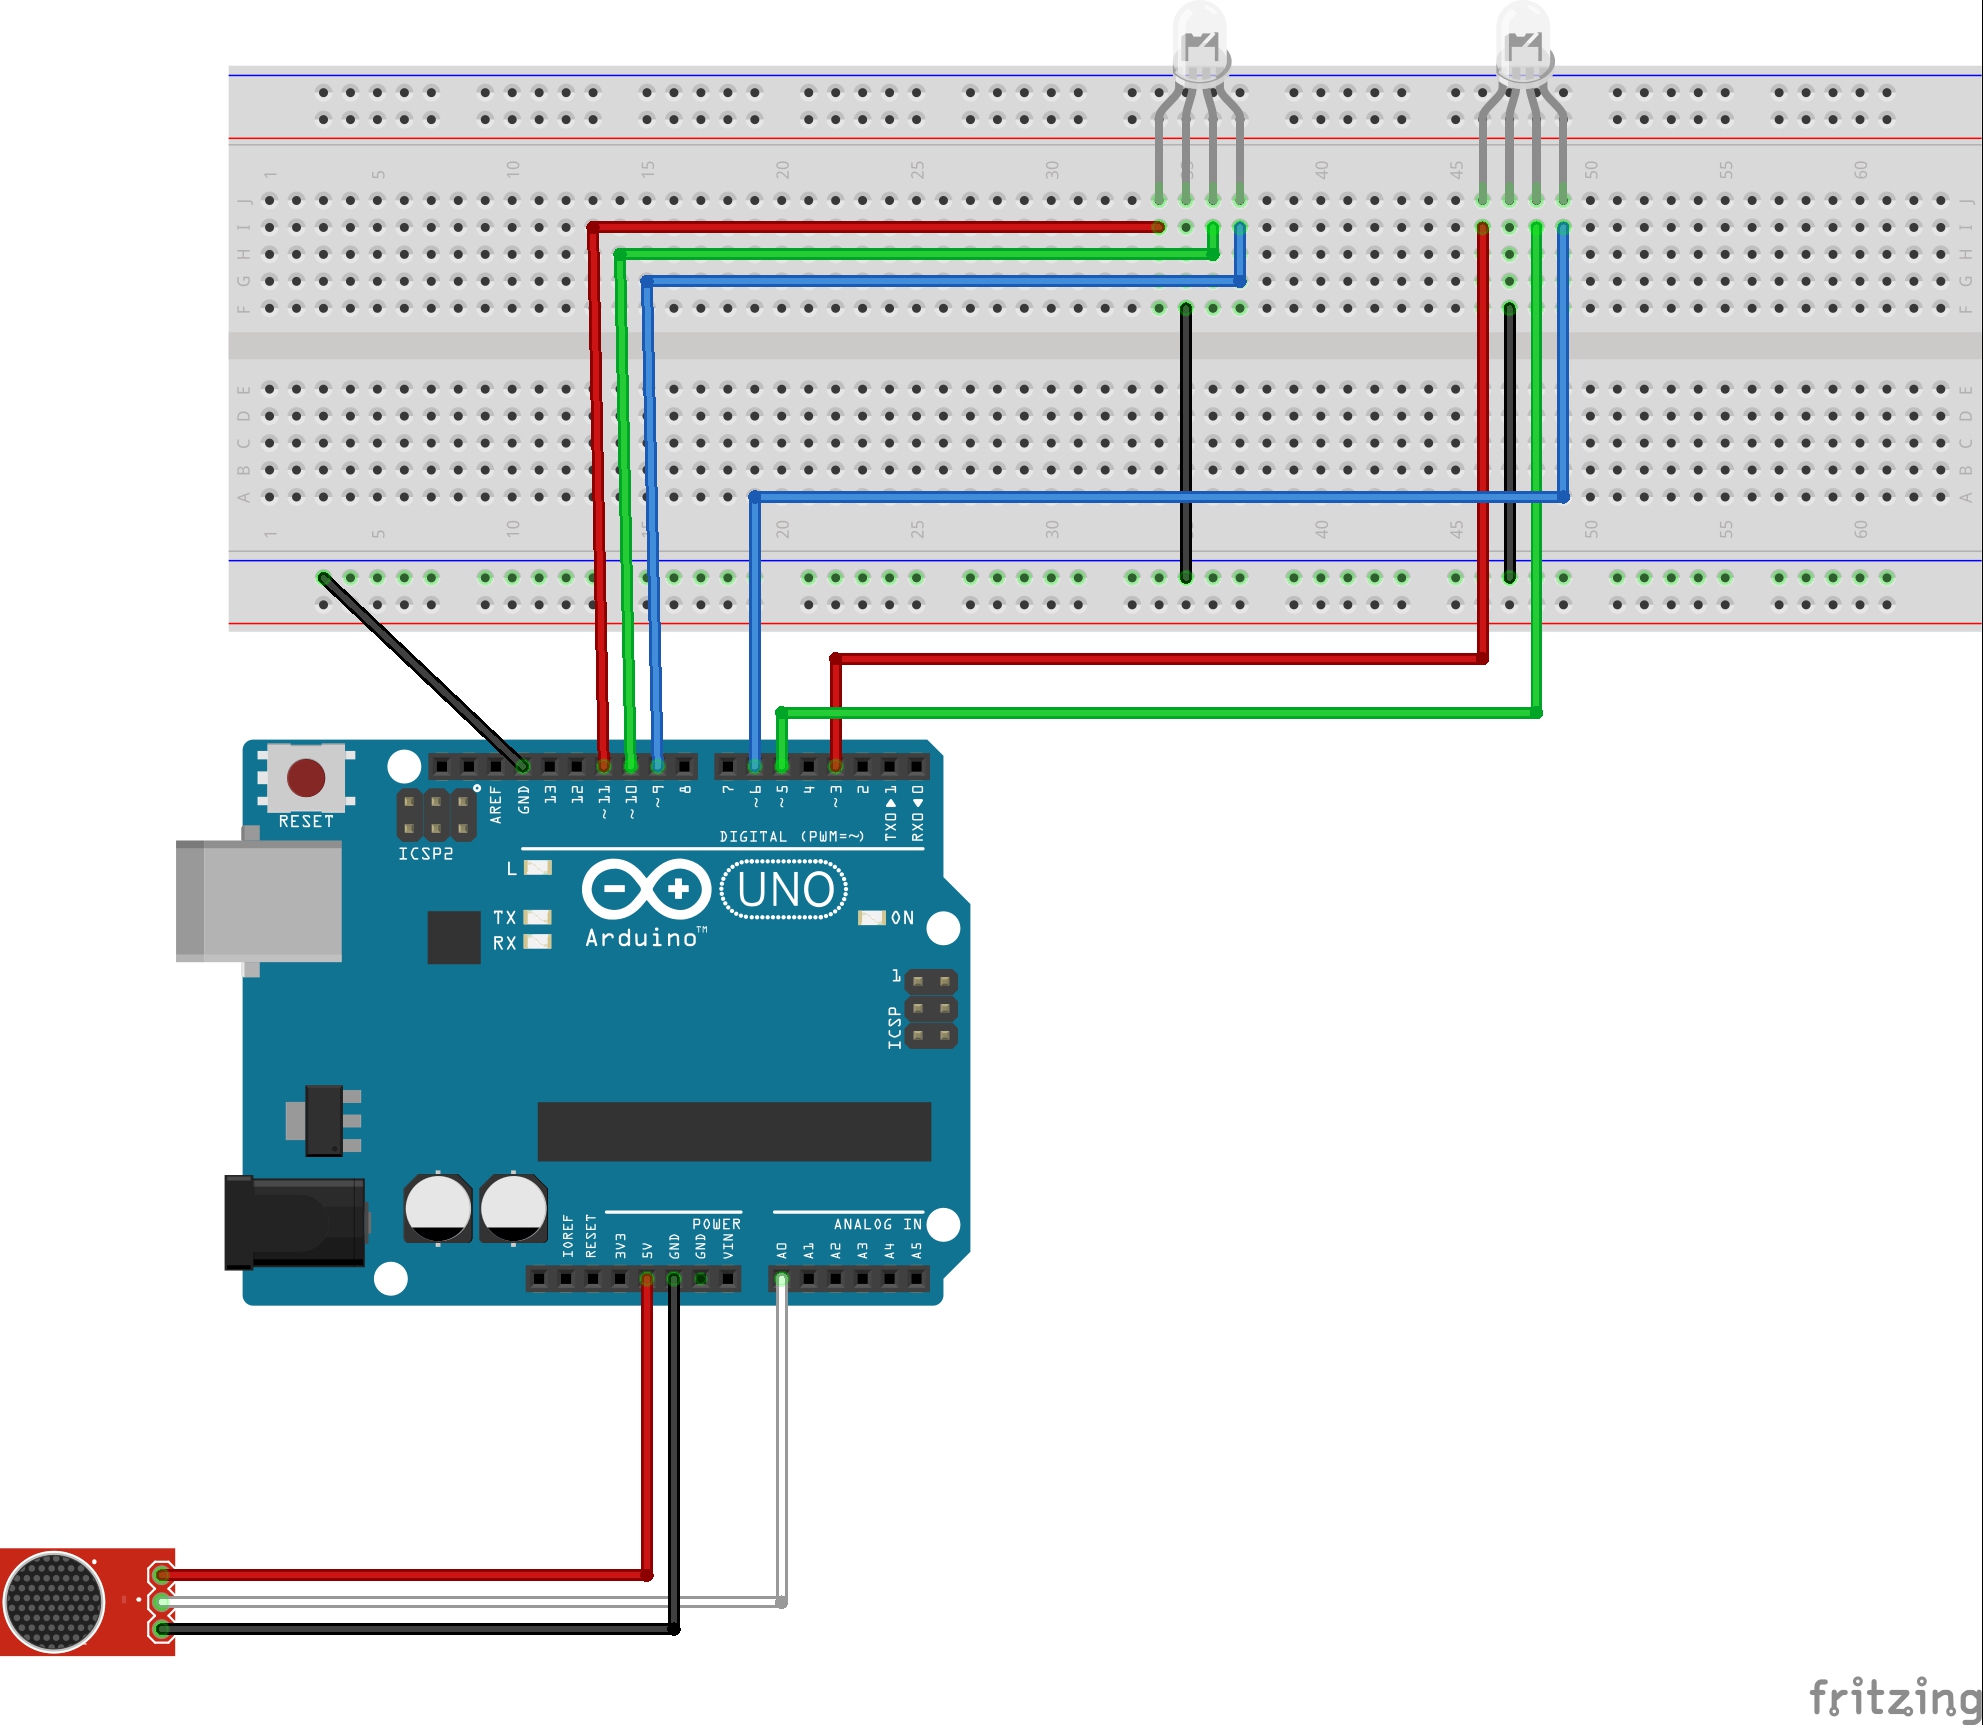 1 5 10 15 20 25 30 35 40 45 50 55 60
J J
I I
H H
G G
F F
E E
D D
C C
B B
A A
1 5 10 15 20 25 30 35 40 45 50 55 60
RESET
ICSP2
AREF
GND
13
12
~11
~10
~9
8
7
~6
~5
4
~3
2
TX0▶1
RX0◀0
DIGITAL (PWM=~)
L
TX
RX
UNO
ON
Arduino™
1
ICSP
POWER
ANALOG IN
IOREF
RESET
3V3
5V
GND
GND
VIN
A0
A1
A2
A3
A4
A5
fritzing